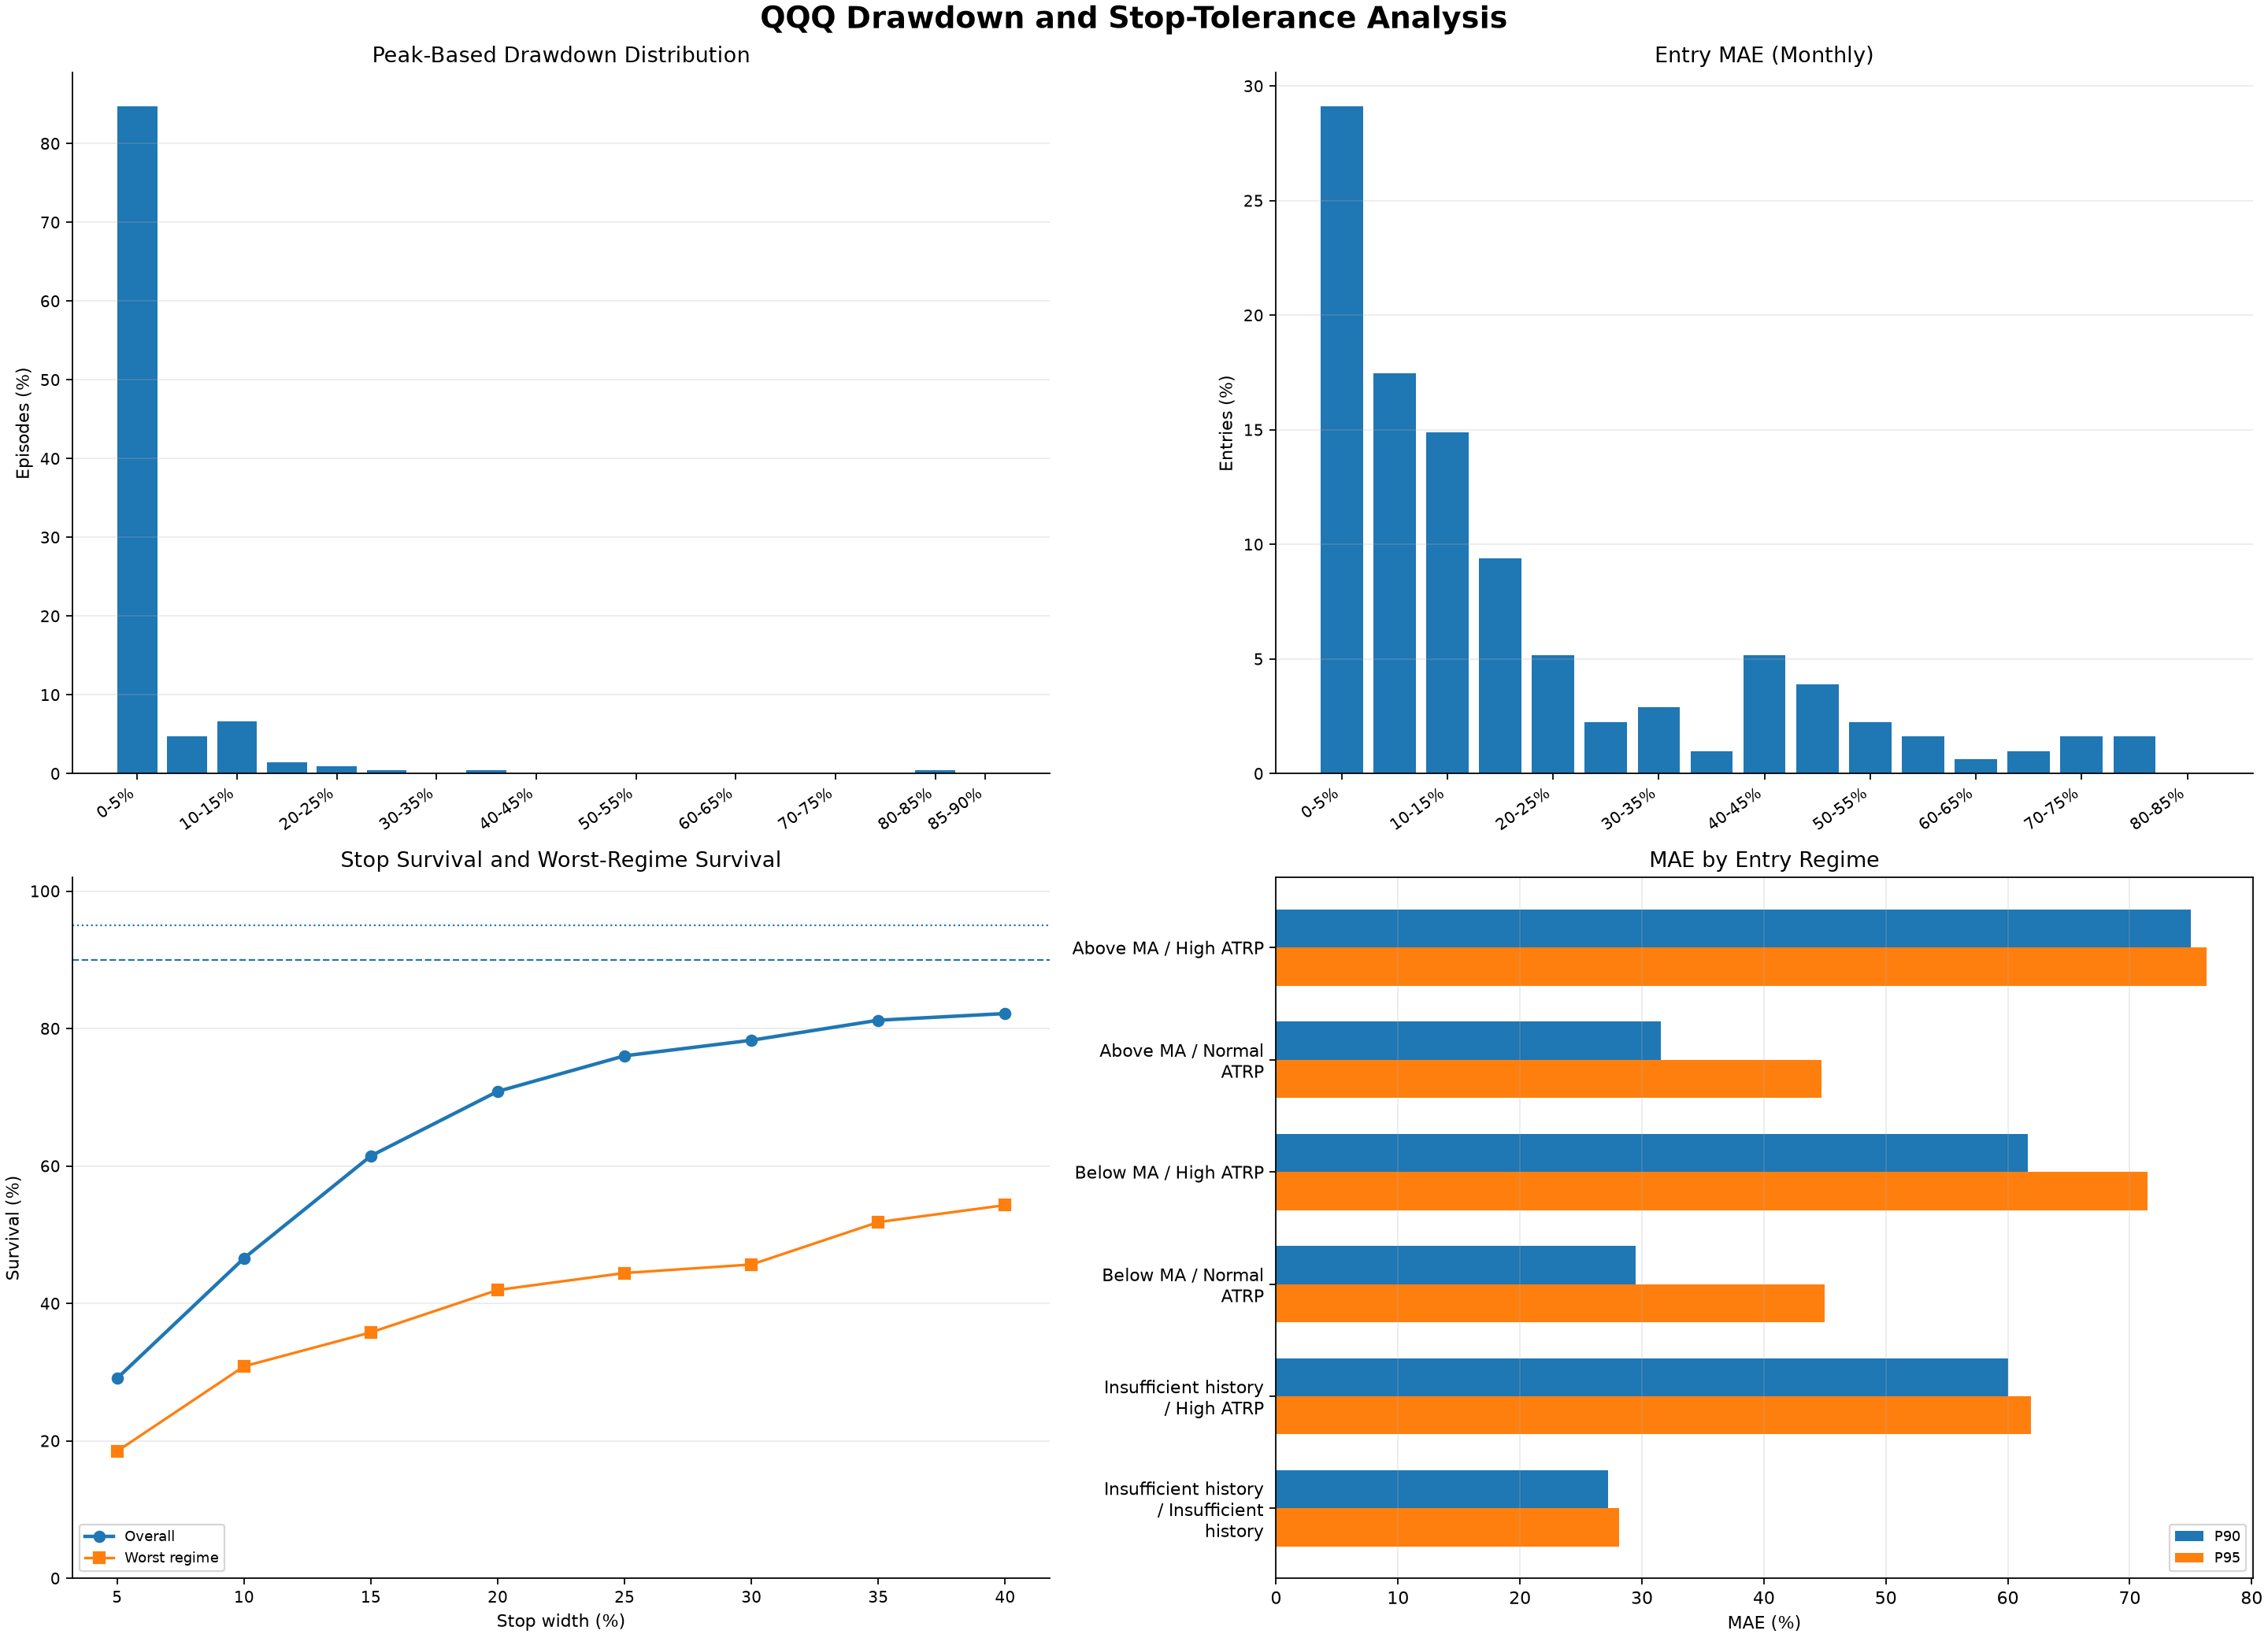 QQQ Drawdown and Stop-Tolerance Analysis
Peak-Based Drawdown Distribution
Episodes (%)
80
70
60
50
40
30
20
10
0
0-5%
10-15%
20-25%
30-35%
40-45%
50-55%
60-65%
70-75%
80-85%
85-90%
Entry MAE (Monthly)
Entries (%)
30
25
20
15
10
5
0
0-5%
10-15%
20-25%
30-35%
40-45%
50-55%
60-65%
70-75%
80-85%
Stop Survival and Worst-Regime Survival
Survival (%)
100
80
60
40
20
0
Overall
Worst regime
5
10
15
20
25
30
35
40
Stop width (%)
MAE by Entry Regime
Above MA / High ATRP
Above MA / Normal
ATRP
Below MA / High ATRP
Below MA / Normal
ATRP
Insufficient history
/ High ATRP
Insufficient history
/ Insufficient
history
P90
P95
0
10
20
30
40
50
60
70
80
MAE (%)